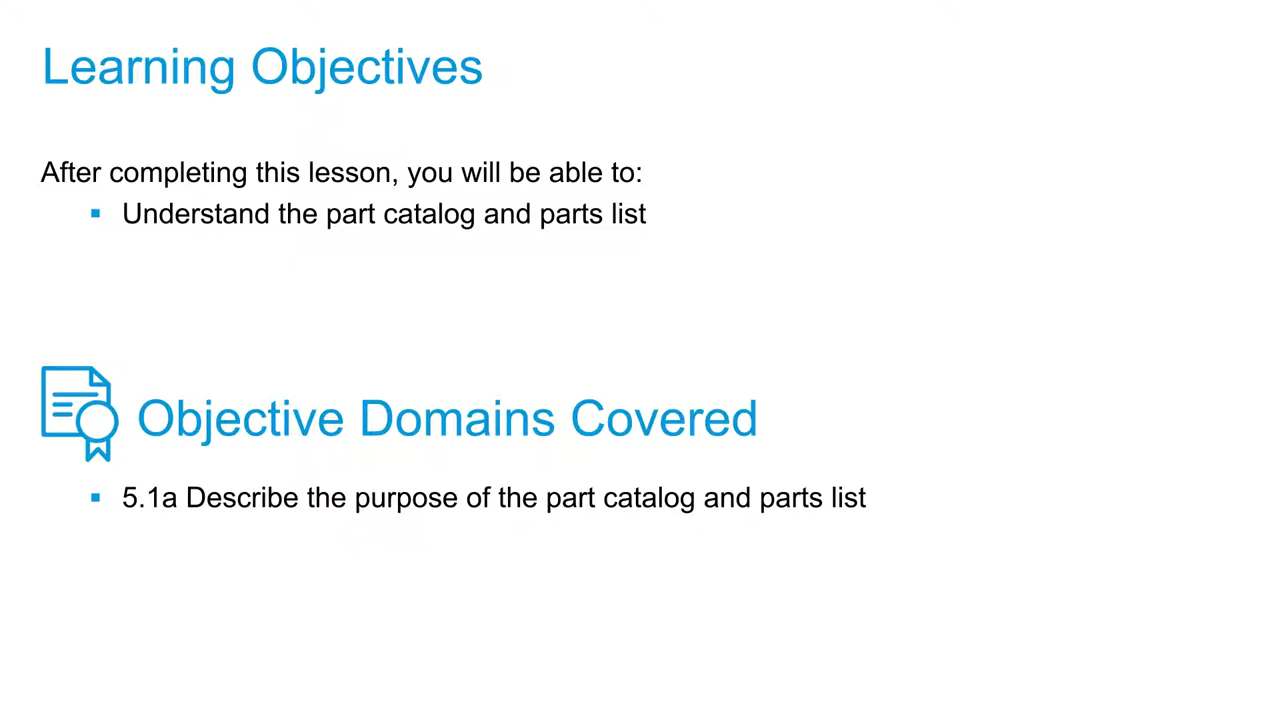 Learning Objectives
After completing this lesson, you will be able to:
▪ Understand the part catalog and parts list
Objective Domains Covered
▪ 5.1a Describe the purpose of the part catalog and parts list